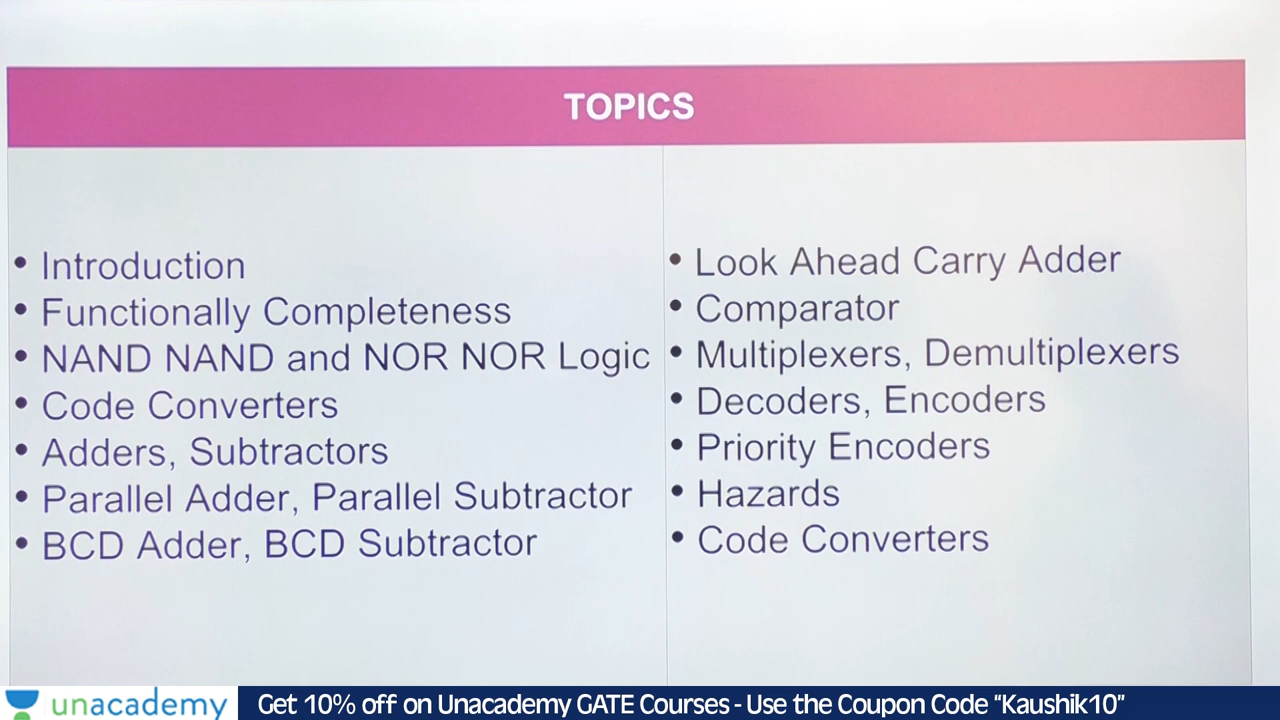 TOPICS
• Introduction
• Functionally Completeness
• NAND NAND and NOR NOR Logic
• Code Converters
• Adders, Subtractors
• Parallel Adder, Parallel Subtractor
• BCD Adder, BCD Subtractor
• Look Ahead Carry Adder
• Comparator
• Multiplexers, Demultiplexers
• Decoders, Encoders
• Priority Encoders
• Hazards
• Code Converters
unacademy
Get 10% off on Unacademy GATE Courses - Use the Coupon Code “Kaushik10”